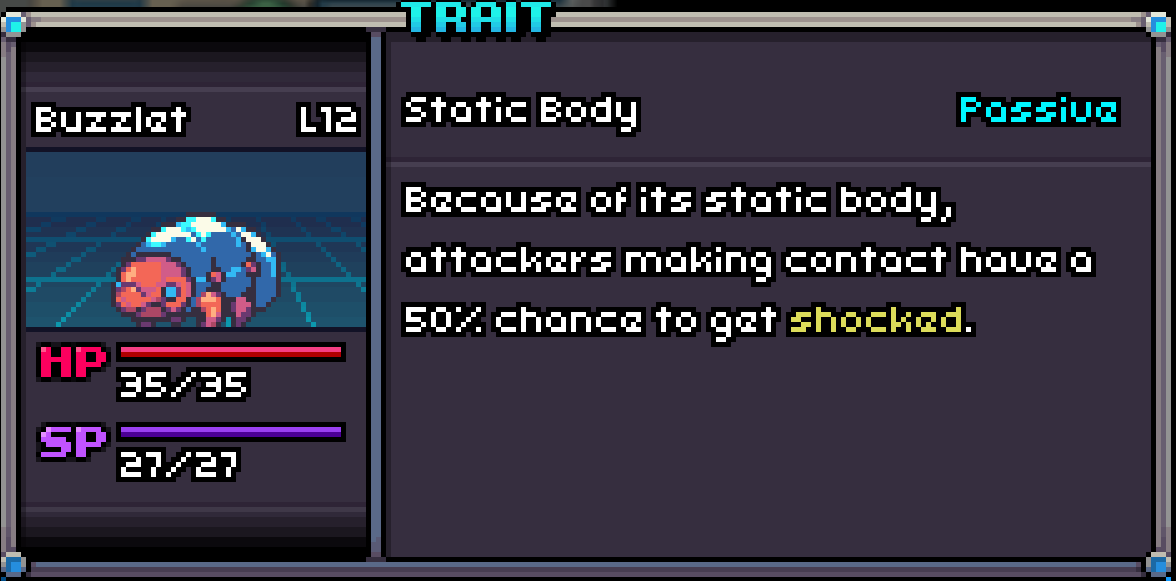 TRAIT
Buzzlet L12
Static Body Passive
Because of its static body,
attackers making contact have a
50% chance to get shocked.
HP
35/35
SP
27/27